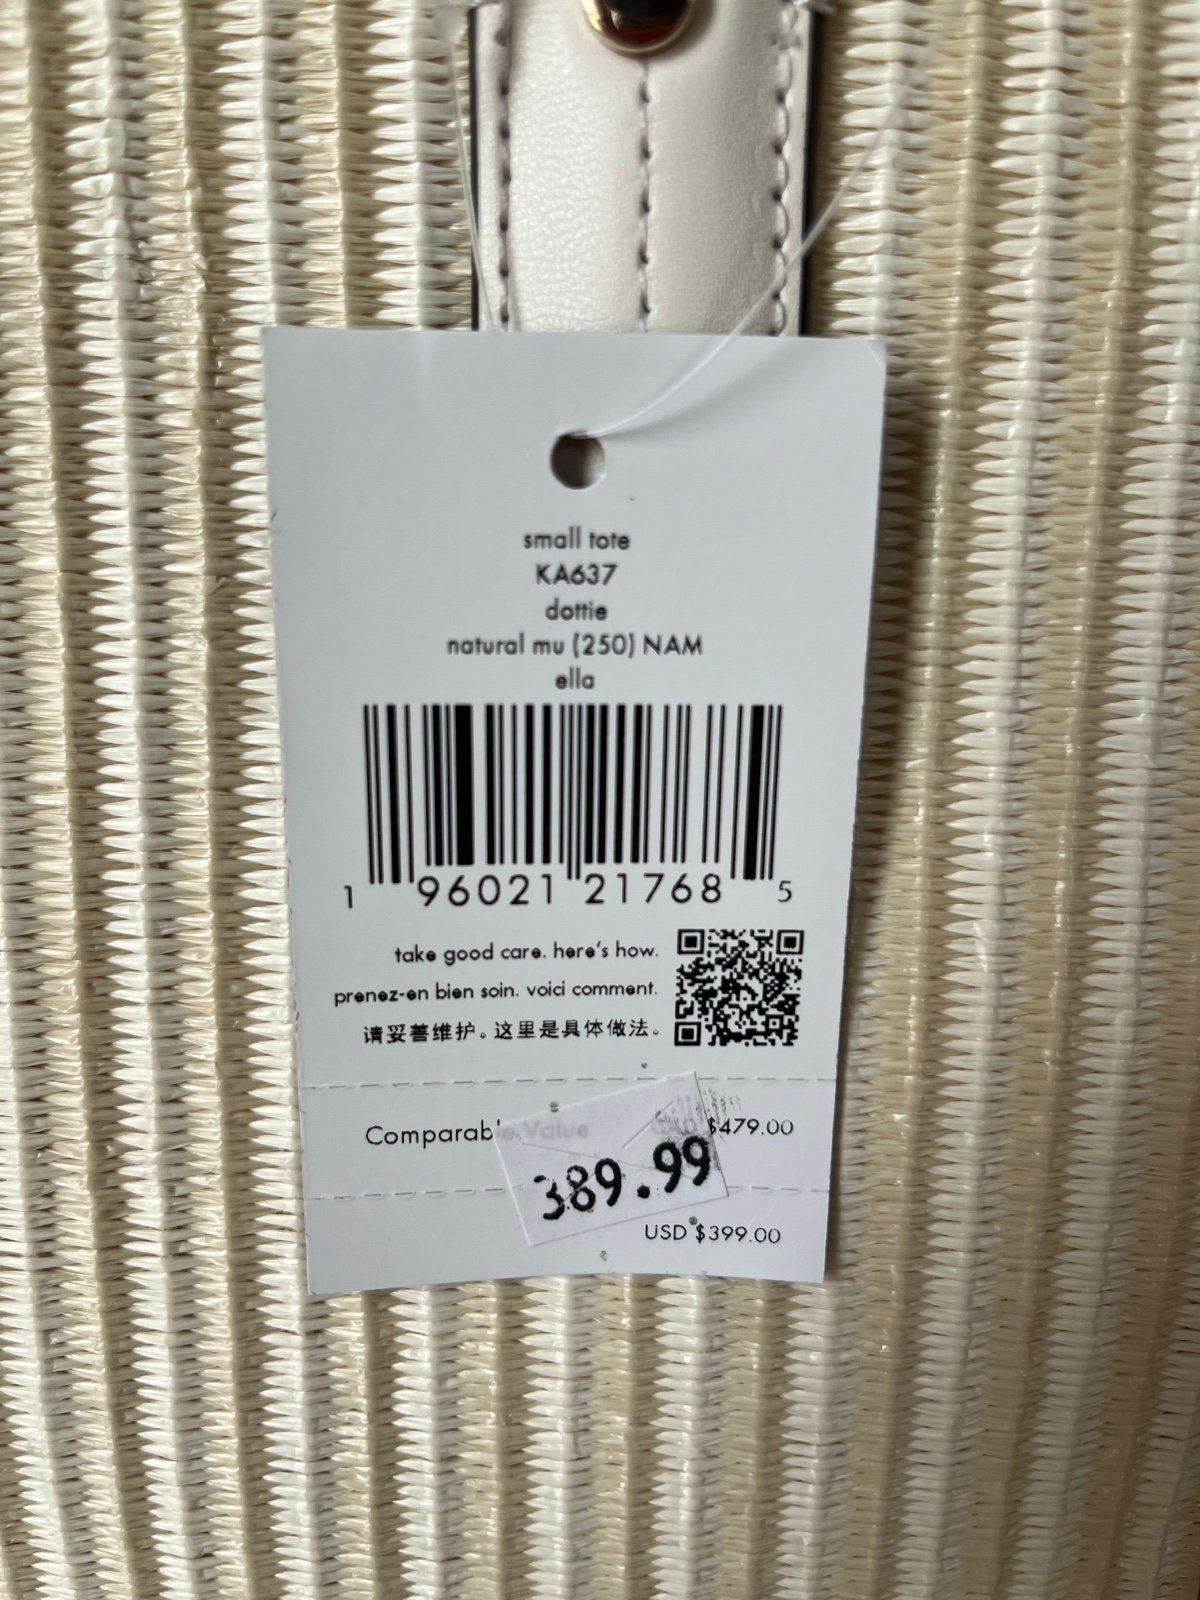 small tote
KA637
dottie
natural mu (250) NAM
ella
1 96021 21768 5
take good care. here's how.
prenez-en bien soin. voici comment.
请妥善维护。这里是具体做法。
Comparable Value $479.00
389.99
USD $399.00